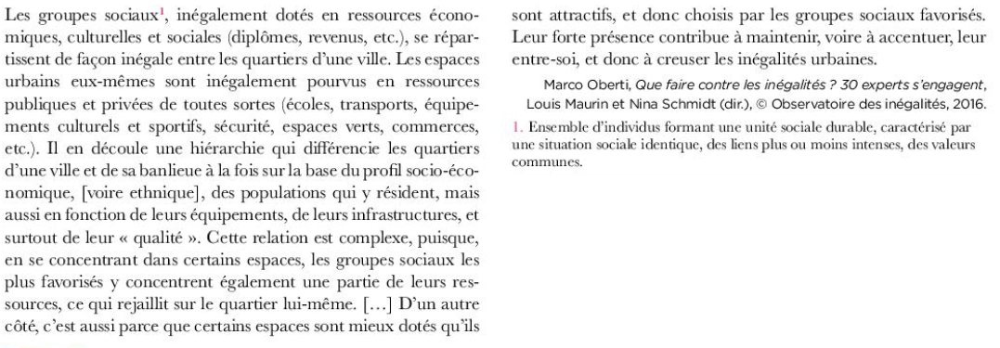 Les groupes sociaux¹, inégalement dotés en ressources écono-
miques, culturelles et sociales (diplômes, revenus, etc.), se répar-
tissent de façon inégale entre les quartiers d'une ville. Les espaces
urbains eux-mêmes sont inégalement pourvus en ressources
publiques et privées de toutes sortes (écoles, transports, équipe-
ments culturels et sportifs, sécurité, espaces verts, commerces,
etc.). Il en découle une hiérarchie qui différencie les quartiers
d'une ville et de sa banlieue à la fois sur la base du profil socio-éco-
nomique, [voire ethnique], des populations qui y résident, mais
aussi en fonction de leurs équipements, de leurs infrastructures, et
surtout de leur « qualité ». Cette relation est complexe, puisque,
en se concentrant dans certains espaces, les groupes sociaux les
plus favorisés y concentrent également une partie de leurs res-
sources, ce qui rejaillit sur le quartier lui-même. […] D'un autre
côté, c'est aussi parce que certains espaces sont mieux dotés qu'ils
sont attractifs, et donc choisis par les groupes sociaux favorisés.
Leur forte présence contribue à maintenir, voire à accentuer, leur
entre-soi, et donc à creuser les inégalités urbaines.
Marco Oberti, Que faire contre les inégalités ? 30 experts s'engagent,
Louis Maurin et Nina Schmidt (dir.), © Observatoire des inégalités, 2016.
1. Ensemble d'individus formant une unité sociale durable, caractérisé par
une situation sociale identique, des liens plus ou moins intenses, des valeurs
communes.